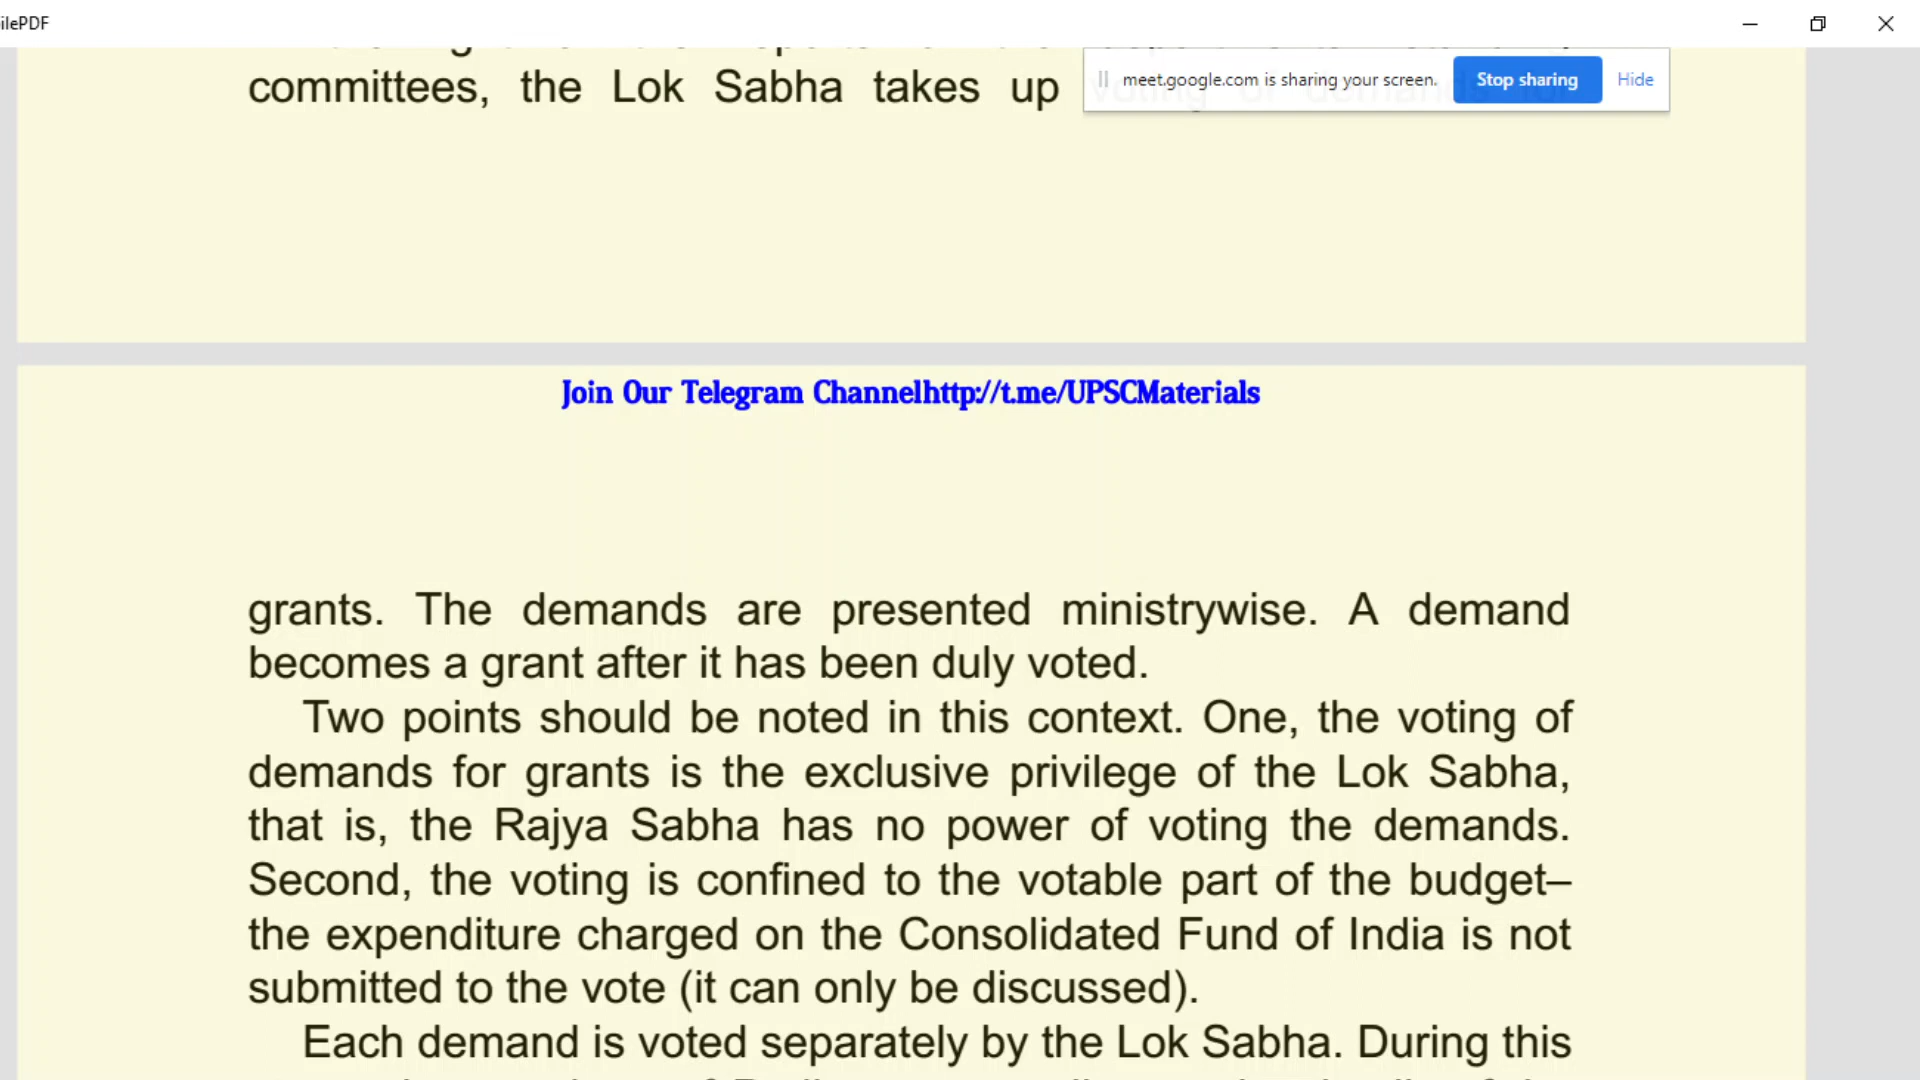 ilePDF
meet.google.com is sharing your screen. Stop sharing Hide
committees, the Lok Sabha takes up voting of demands for
Join Our Telegram Channelhttp://t.me/UPSCMaterials
grants. The demands are presented ministrywise. A demand
becomes a grant after it has been duly voted.
Two points should be noted in this context. One, the voting of
demands for grants is the exclusive privilege of the Lok Sabha,
that is, the Rajya Sabha has no power of voting the demands.
Second, the voting is confined to the votable part of the budget–
the expenditure charged on the Consolidated Fund of India is not
submitted to the vote (it can only be discussed).
Each demand is voted separately by the Lok Sabha. During this